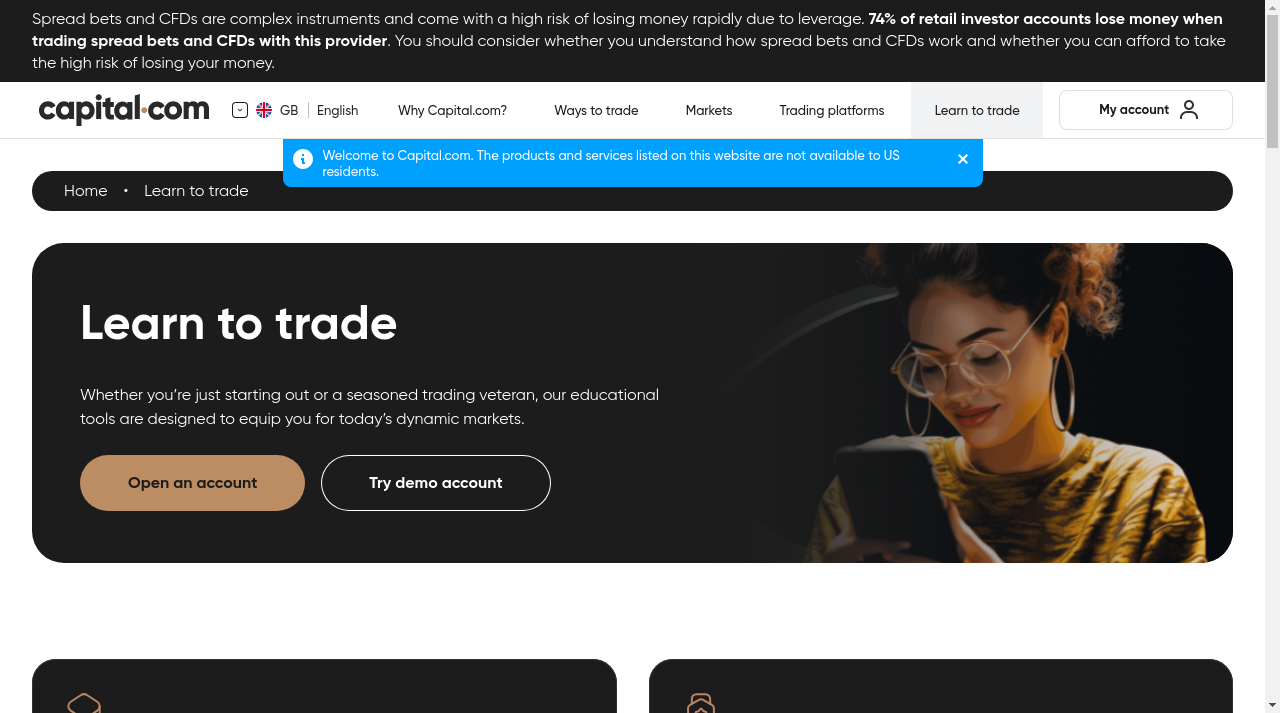 Spread bets and CFDs are complex instruments and come with a high risk of losing money rapidly due to leverage. 74% of retail investor accounts lose money when
trading spread bets and CFDs with this provider. You should consider whether you understand how spread bets and CFDs work and whether you can afford to take
the high risk of losing your money.
capital.com GB English Why Capital.com? Ways to trade Markets Trading platforms Learn to trade My account
Welcome to Capital.com. The products and services listed on this website are not available to US
residents.
Home • Learn to trade
Learn to trade
Whether you’re just starting out or a seasoned trading veteran, our educational
tools are designed to equip you for today’s dynamic markets.
Open an account Try demo account